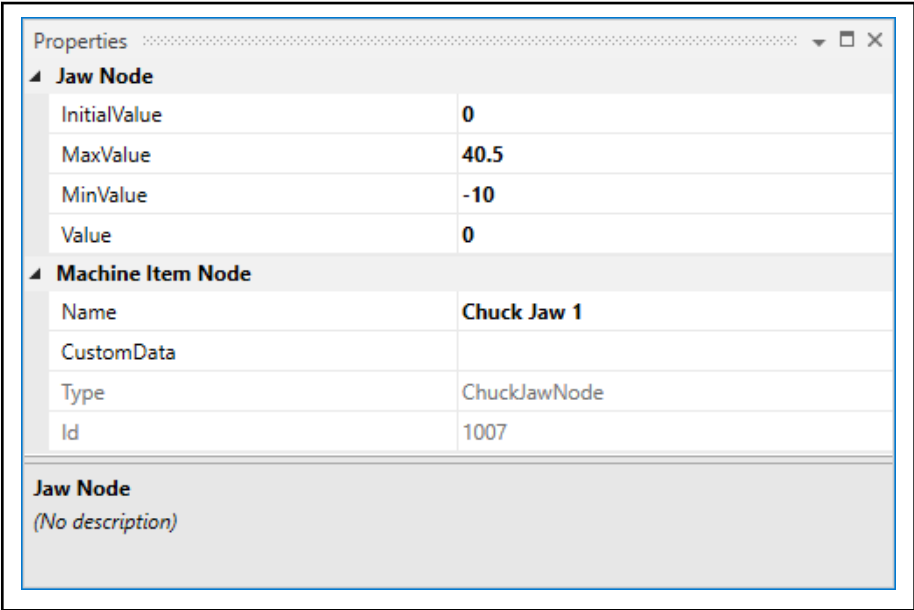 Properties
Jaw Node
InitialValue 0
MaxValue 40.5
MinValue -10
Value 0
Machine Item Node
Name Chuck Jaw 1
CustomData
Type ChuckJawNode
Id 1007
Jaw Node
(No description)